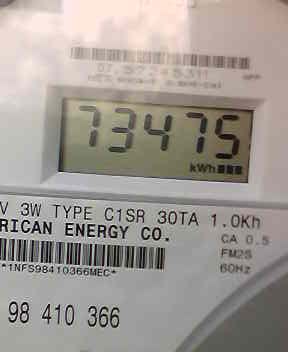 73475
kWh
V 3W TYPE C1SR 30TA 1.0Kh
RICAN ENERGY CO.
CA 0.5
FM2S
60Hz
*1NFS98410366MEC*
98 410 366